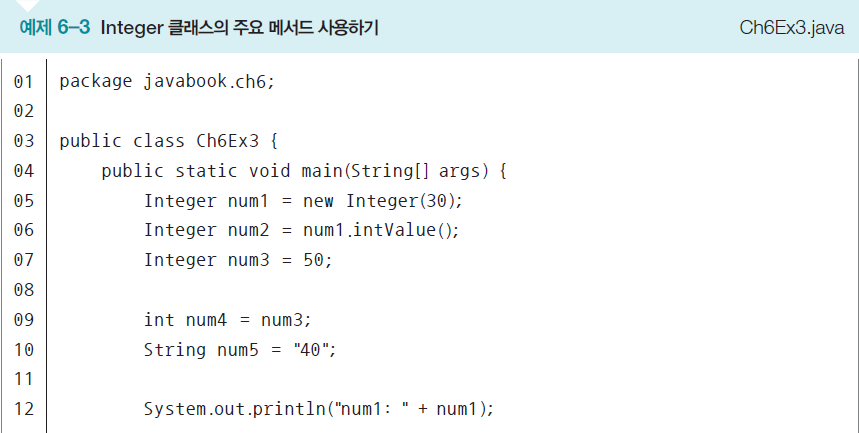 예제 6-3 Integer 클래스의 주요 메서드 사용하기 Ch6Ex3.java
01 package javabook.ch6;
02
03 public class Ch6Ex3 {
04 public static void main(String[] args) {
05 Integer num1 = new Integer(30);
06 Integer num2 = num1.intValue();
07 Integer num3 = 50;
08
09 int num4 = num3;
10 String num5 = "40";
11
12 System.out.println("num1: " + num1);